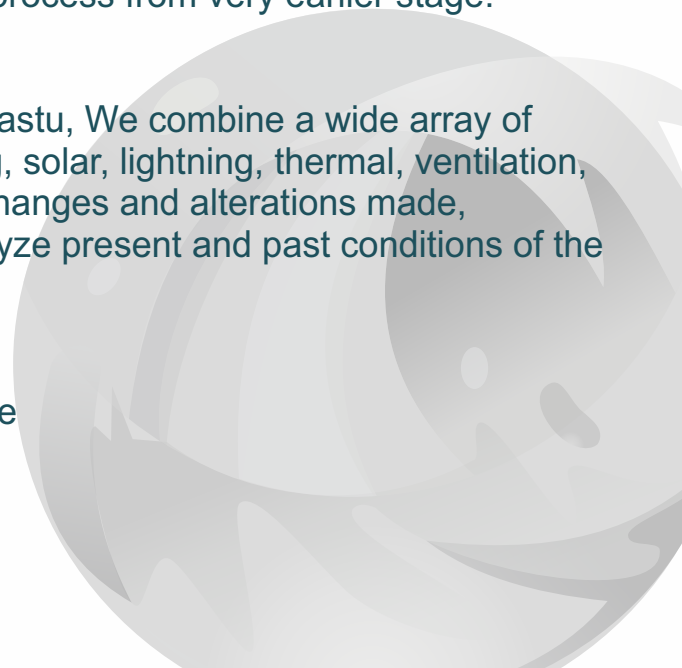 process from very earlier stage.
astu, We combine a wide array of
, solar, lightning, thermal, ventilation,
hanges and alterations made,
yze present and past conditions of the
e